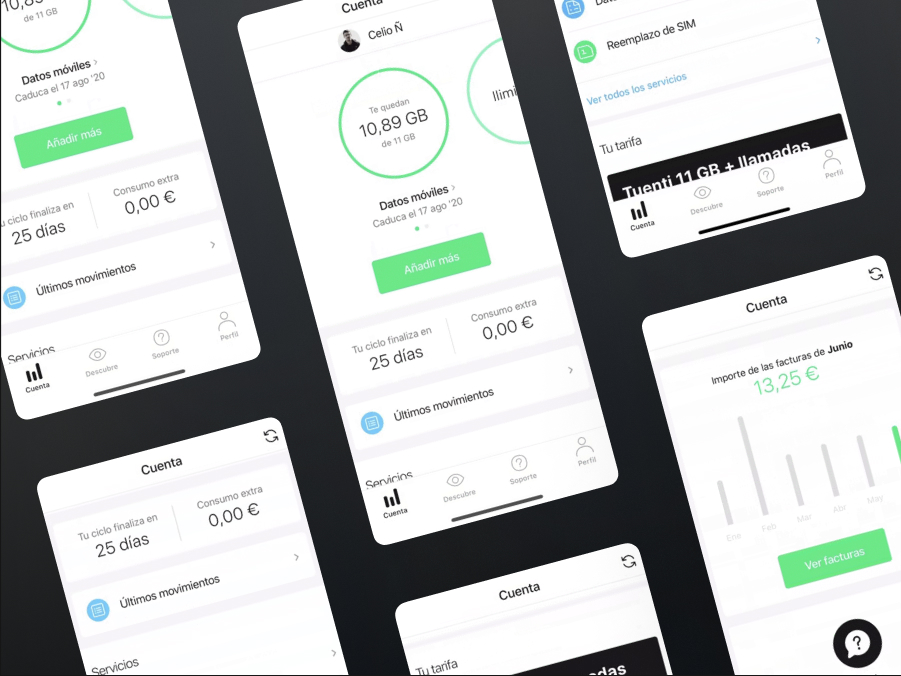 10,89 GB
de 11 GB
Datos móviles
Caduca el 17 ago '20
Añadir más
Tu ciclo finaliza en
25 días
Consumo extra
0,00 €
Últimos movimientos
Servicios
Cuenta
Descubre
Soporte
Perfil
Cuenta
Tu ciclo finaliza en
25 días
Consumo extra
0,00 €
Últimos movimientos
Servicios
Cuenta
Celio Ñ
Te quedan
10,89 GB
de 11 GB
Ilimi
Datos móviles
Caduca el 17 ago '20
Añadir más
Tu ciclo finaliza en
25 días
Consumo extra
0,00 €
Últimos movimientos
Servicios
Cuenta
Descubre
Soporte
Perfil
Cuenta
Tu tarifa
adas
Reemplazo de SIM
Ver todos los servicios
Tu tarifa
Tuenti 11 GB + llamadas
Cuenta
Descubre
Soporte
Perfil
Cuenta
Importe de las facturas de Junio
13,25 €
Ene
Feb
Mar
Abr
May
Ver facturas